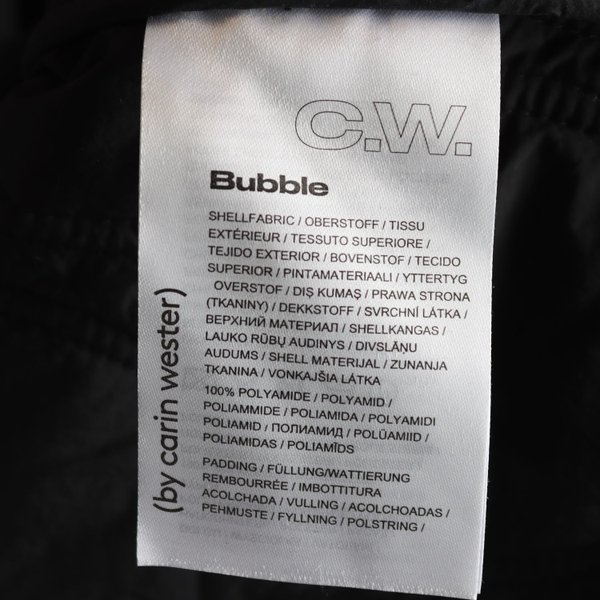 C.W.
Bubble
SHELLFABRIC / OBERSTOFF / TISSU
EXTÉRIEUR / TESSUTO SUPERIORE /
TEJIDO EXTERIOR / BOVENSTOF / TECIDO
SUPERIOR / PINTAMATERIAALI / YTTERTYG
OVERSTOF / DIŞ KUMAŞ / PRAWA STRONA
(TKANINY) / DEKKSTOFF / SVRCHNÍ LÁTKA /
ВЕРХНИЙ МАТЕРИАЛ / SHELLKANGAS /
LAUKO RŪBŲ AUDINYS / DIVSLĀŅU
AUDUMS / SHELL MATERIJAL / ZUNANJA
TKANINA / VONKAJŠIA LÁTKA
100% POLYAMIDE / POLYAMID /
POLIAMMIDE / POLIAMIDA / POLYAMIDI
POLIAMID / ПОЛИАМИД / POLÜAMIID /
POLIAMIDAS / POLIAMĪDS
PADDING / FÜLLUNG/WATTIERUNG
REMBOURRÉE / IMBOTTITURA
ACOLCHADA / VULLING / ACOLCHOADAS /
PEHMUSTE / FYLLNING / POLSTRING /
(by carin wester)